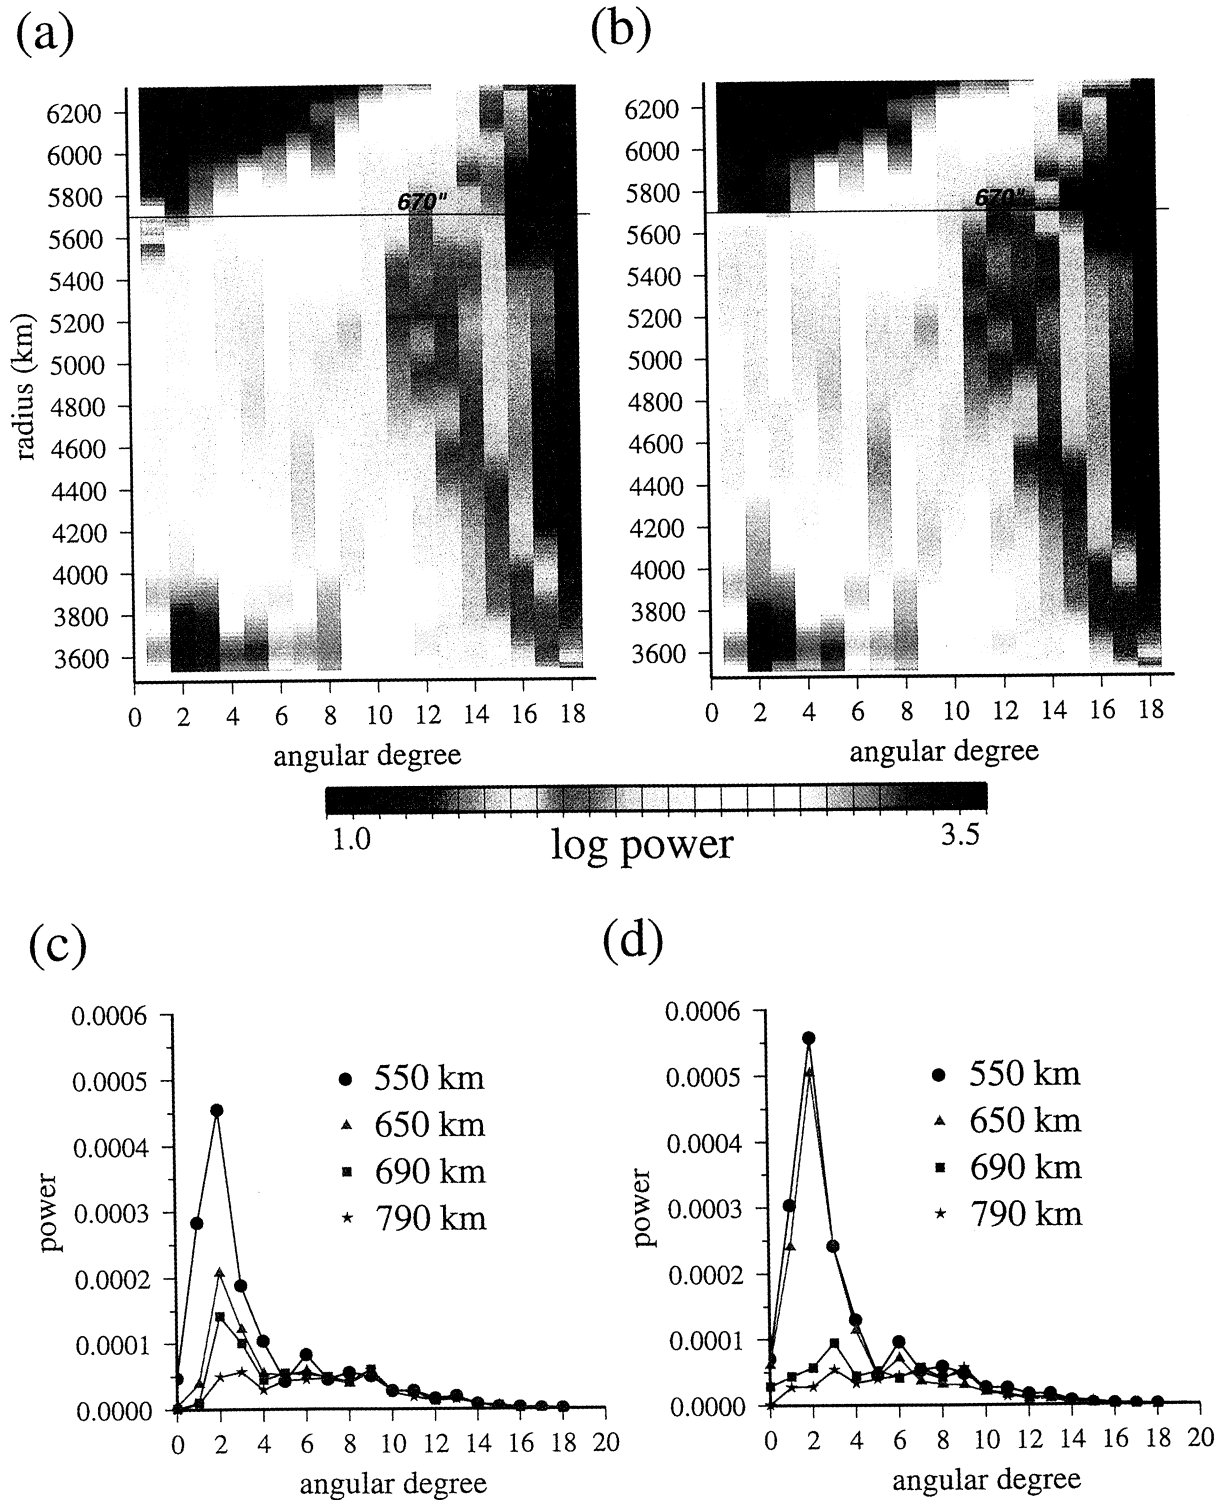 (a)
(b)
6200
6000
5800
5600
5400
5200
5000
4800
4600
4400
4200
4000
3800
3600
radius (km)
670"
0 2 4 6 8 10 12 14 16 18
angular degree
6200
6000
5800
5600
5400
5200
5000
4800
4600
4400
4200
4000
3800
3600
670"
0 2 4 6 8 10 12 14 16 18
angular degree
1.0
log power
3.5
(c)
(d)
0.0006
0.0005
0.0004
0.0003
0.0002
0.0001
0.0000
power
550 km
650 km
690 km
790 km
0 2 4 6 8 10 12 14 16 18 20
angular degree
0.0006
0.0005
0.0004
0.0003
0.0002
0.0001
0.0000
power
550 km
650 km
690 km
790 km
0 2 4 6 8 10 12 14 16 18 20
angular degree